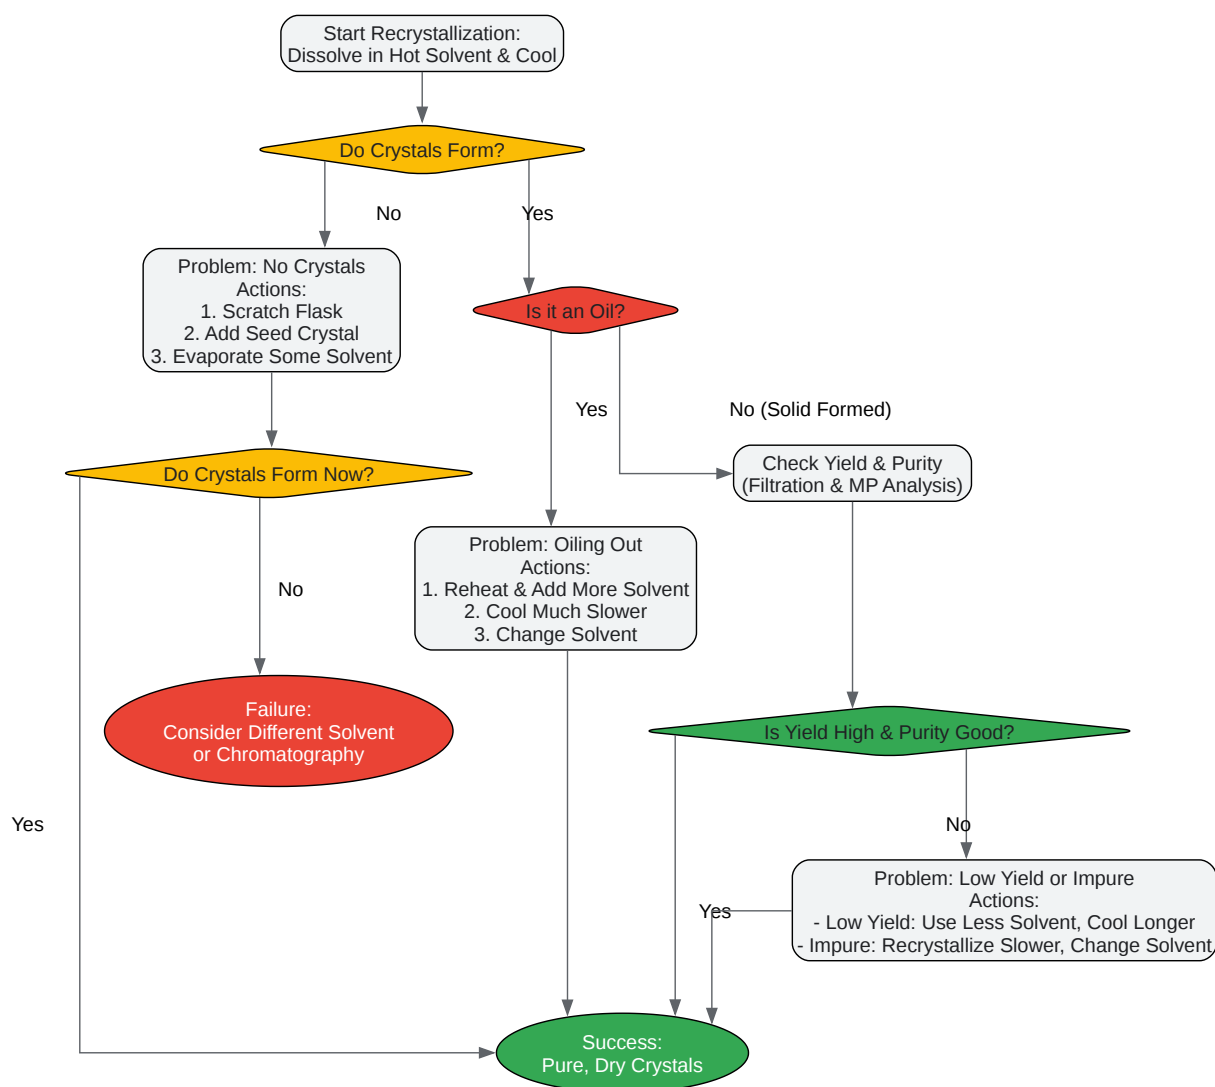 Start Recrystallization:
Dissolve in Hot Solvent & Cool
Do Crystals Form?
No
Yes
Problem: No Crystals
Actions:
1. Scratch Flask
2. Add Seed Crystal
3. Evaporate Some Solvent
Is it an Oil?
Yes
No (Solid Formed)
Do Crystals Form Now?
Check Yield & Purity
(Filtration & MP Analysis)
Problem: Oiling Out
Actions:
1. Reheat & Add More Solvent
2. Cool Much Slower
3. Change Solvent
No
Failure:
Consider Different Solvent
or Chromatography
Is Yield High & Purity Good?
Yes
No
Problem: Low Yield or Impure
Actions:
- Low Yield: Use Less Solvent, Cool Longer
- Impure: Recrystallize Slower, Change Solvent
Yes
Success:
Pure, Dry Crystals